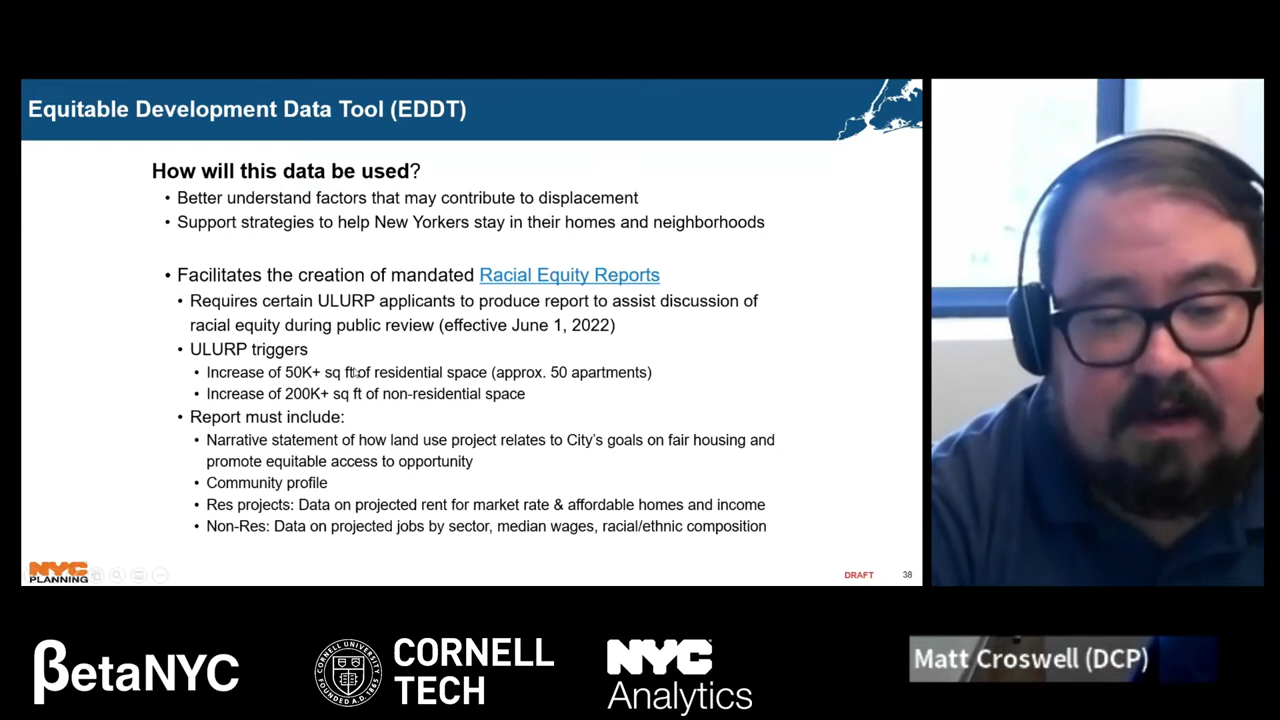 Equitable Development Data Tool (EDDT)
How will this data be used?
• Better understand factors that may contribute to displacement
• Support strategies to help New Yorkers stay in their homes and neighborhoods
• Facilitates the creation of mandated Racial Equity Reports
• Requires certain ULURP applicants to produce report to assist discussion of
racial equity during public review (effective June 1, 2022)
• ULURP triggers
• Increase of 50K+ sq ft of residential space (approx. 50 apartments)
• Increase of 200K+ sq ft of non-residential space
• Report must include:
• Narrative statement of how land use project relates to City's goals on fair housing and
promote equitable access to opportunity
• Community profile
• Res projects: Data on projected rent for market rate & affordable homes and income
• Non-Res: Data on projected jobs by sector, median wages, racial/ethnic composition
NYC
PLANNING
DRAFT
38
βetaNYC
CORNELL UNIVERSITY
FOUNDED A.D. 1865
CORNELL
TECH
NYC
Analytics
Matt Croswell (DCP)